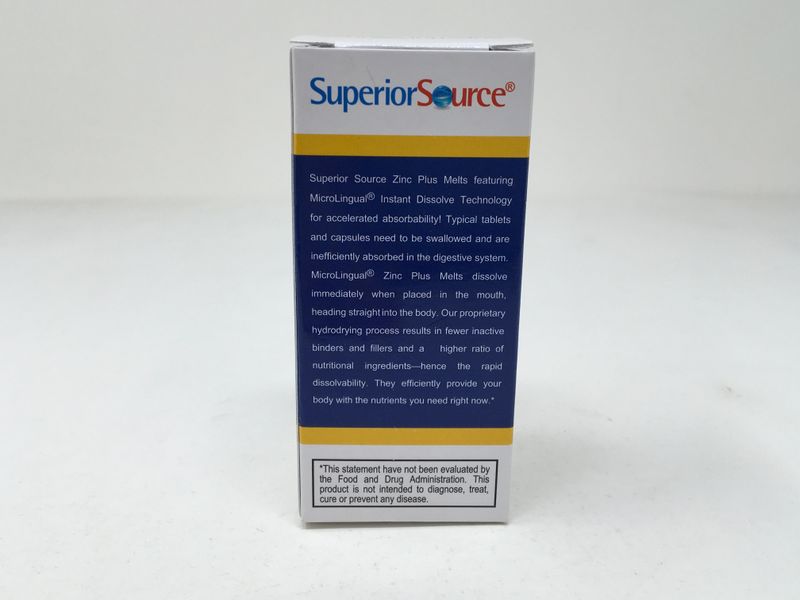 SuperiorSource®
Superior Source Zinc Plus Melts featuring
MicroLingual® Instant Dissolve Technology
for accelerated absorbability! Typical tablets
and capsules need to be swallowed and are
inefficiently absorbed in the digestive system.
MicroLingual® Zinc Plus Melts dissolve
immediately when placed in the mouth,
heading straight into the body. Our proprietary
hydrodrying process results in fewer inactive
binders and fillers and a higher ratio of
nutritional ingredients—hence the rapid
dissolvability. They efficiently provide your
body with the nutrients you need right now.*
*This statement have not been evaluated by
the Food and Drug Administration. This
product is not intended to diagnose, treat,
cure or prevent any disease.